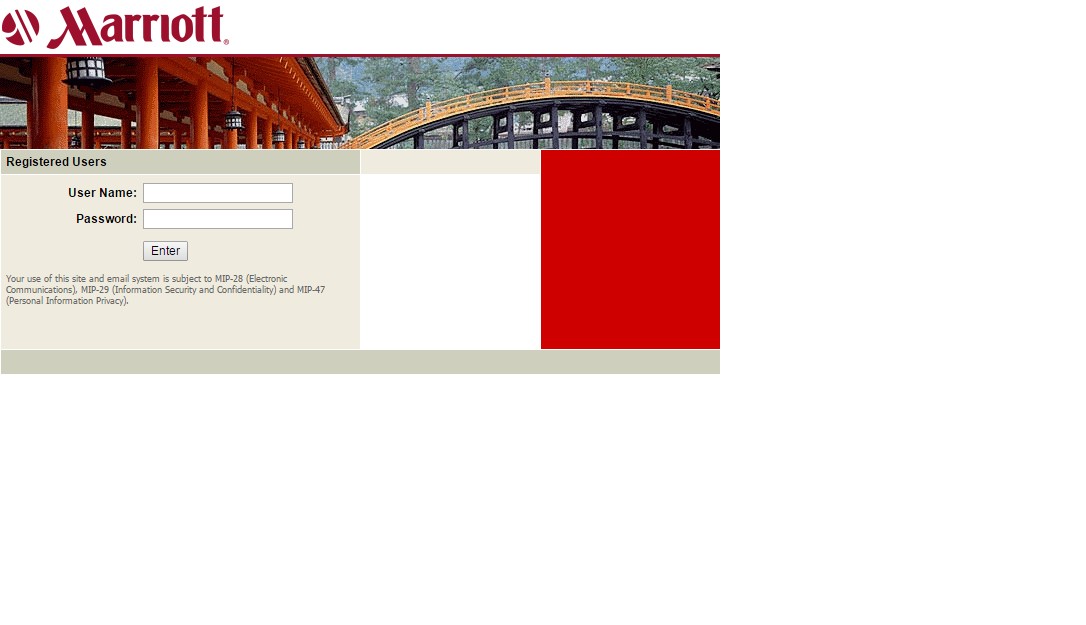 Marriott®
Registered Users
User Name:
Password:
Enter
Your use of this site and email system is subject to MIP-28 (Electronic
Communications), MIP-29 (Information Security and Confidentiality) and MIP-47
(Personal Information Privacy).